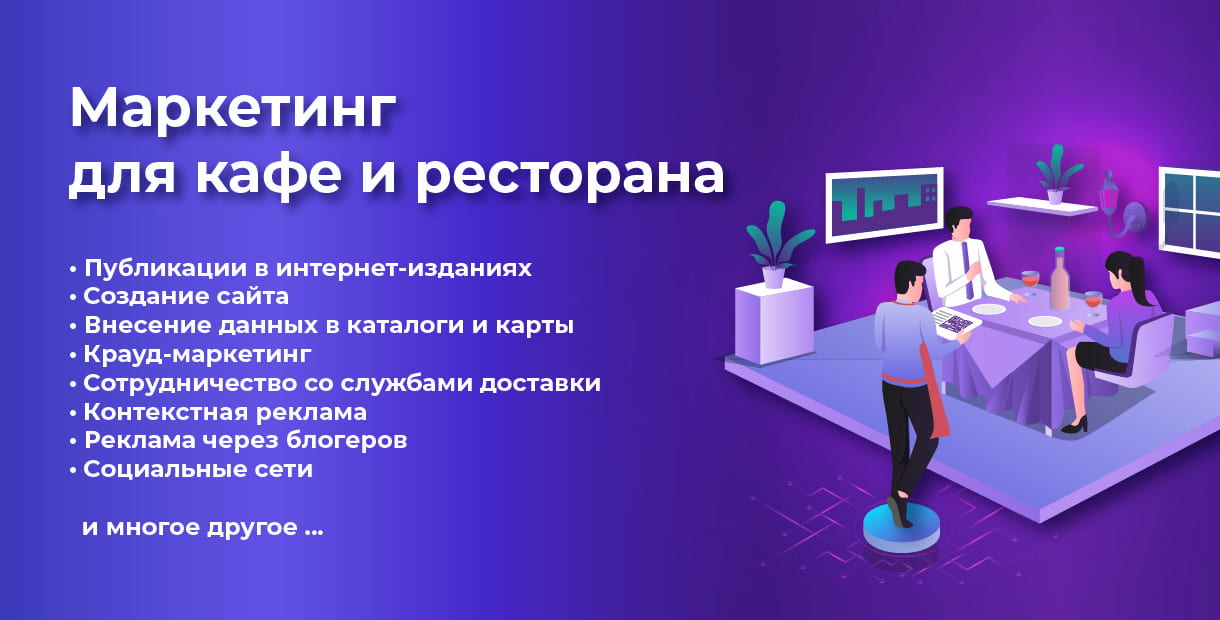 Маркетинг
для кафе и ресторана
• Публикации в интернет-изданиях
• Создание сайта
• Внесение данных в каталоги и карты
• Крауд-маркетинг
• Сотрудничество со службами доставки
• Контекстная реклама
• Реклама через блогеров
• Социальные сети
и многое другое ...